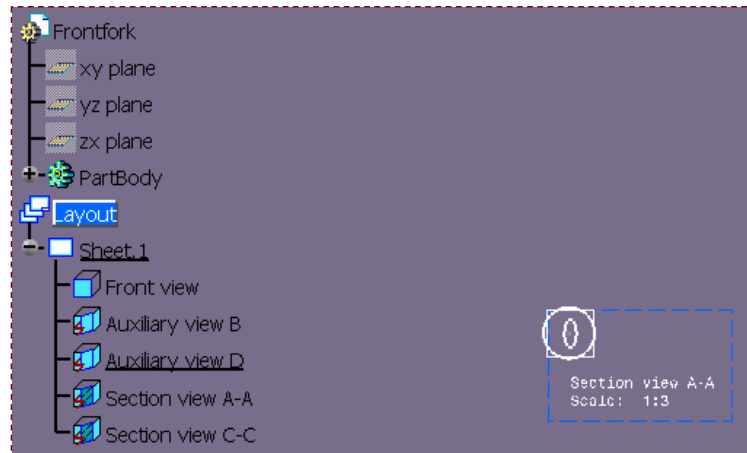 Frontfork
xy plane
yz plane
zx plane
PartBody
Layout
Sheet.1
Front view
Auxiliary view B
Auxiliary view D
Section view A-A
Section view C-C
Section view A-A
Scale: 1:3